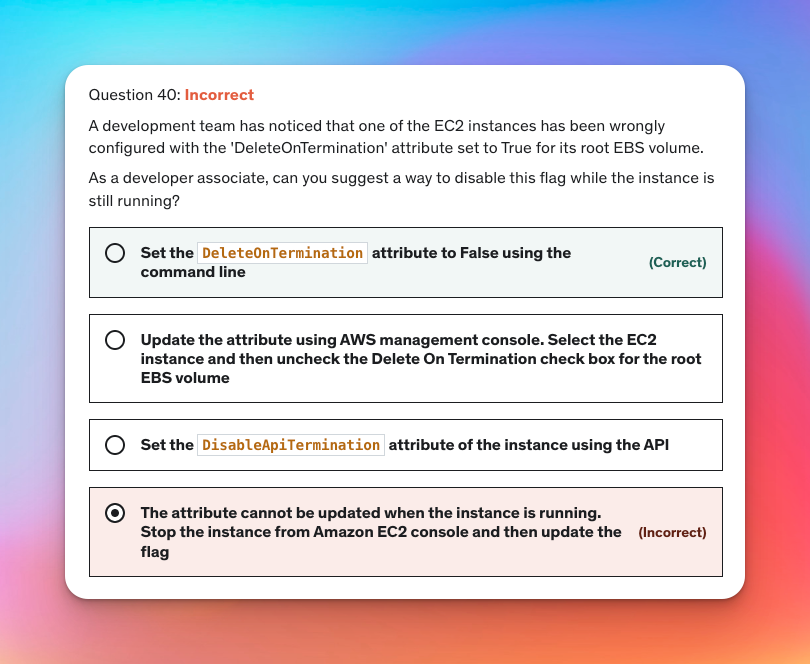 Question 40: Incorrect
A development team has noticed that one of the EC2 instances has been wrongly
configured with the 'DeleteOnTermination' attribute set to True for its root EBS volume.
As a developer associate, can you suggest a way to disable this flag while the instance is
still running?
Set the DeleteOnTermination attribute to False using the
command line
(Correct)
Update the attribute using AWS management console. Select the EC2
instance and then uncheck the Delete On Termination check box for the root
EBS volume
Set the DisableApiTermination attribute of the instance using the API
The attribute cannot be updated when the instance is running.
Stop the instance from Amazon EC2 console and then update the
flag
(Incorrect)